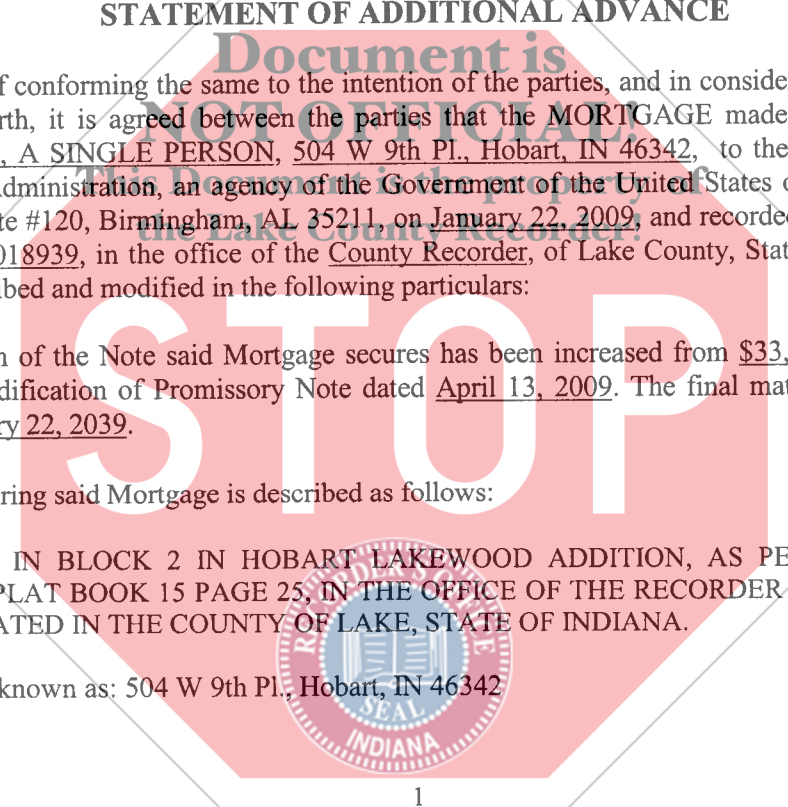 STATEMENT OF ADDITIONAL ADVANCE
Document is
f conforming the same to the intention of the parties, and in conside
NOT OFFICIAL!
rth, it is agreed between the parties that the MORTGAGE made
, A SINGLE PERSON, 504 W 9th Pl., Hobart, IN 46342, to the
This Document is the property of
dministration, an agency of the Government of the United States o
te #120, Birmingham, AL 35211, on January 22, 2009, and recorde
the Lake County Recorder!
018939, in the office of the County Recorder, of Lake County, Stat
ibed and modified in the following particulars:
STOP
n of the Note said Mortgage secures has been increased from $33,
dification of Promissory Note dated April 13, 2009. The final mat
ry 22, 2039.
ring said Mortgage is described as follows:
IN BLOCK 2 IN HOBART LAKEWOOD ADDITION, AS PE
PLAT BOOK 15 PAGE 25, IN THE OFFICE OF THE RECORDER
ATED IN THE COUNTY OF LAKE, STATE OF INDIANA.
RECORDER'S OFFICE
known as: 504 W 9th Pl., Hobart, IN 46342
SEAL
INDIANA
1